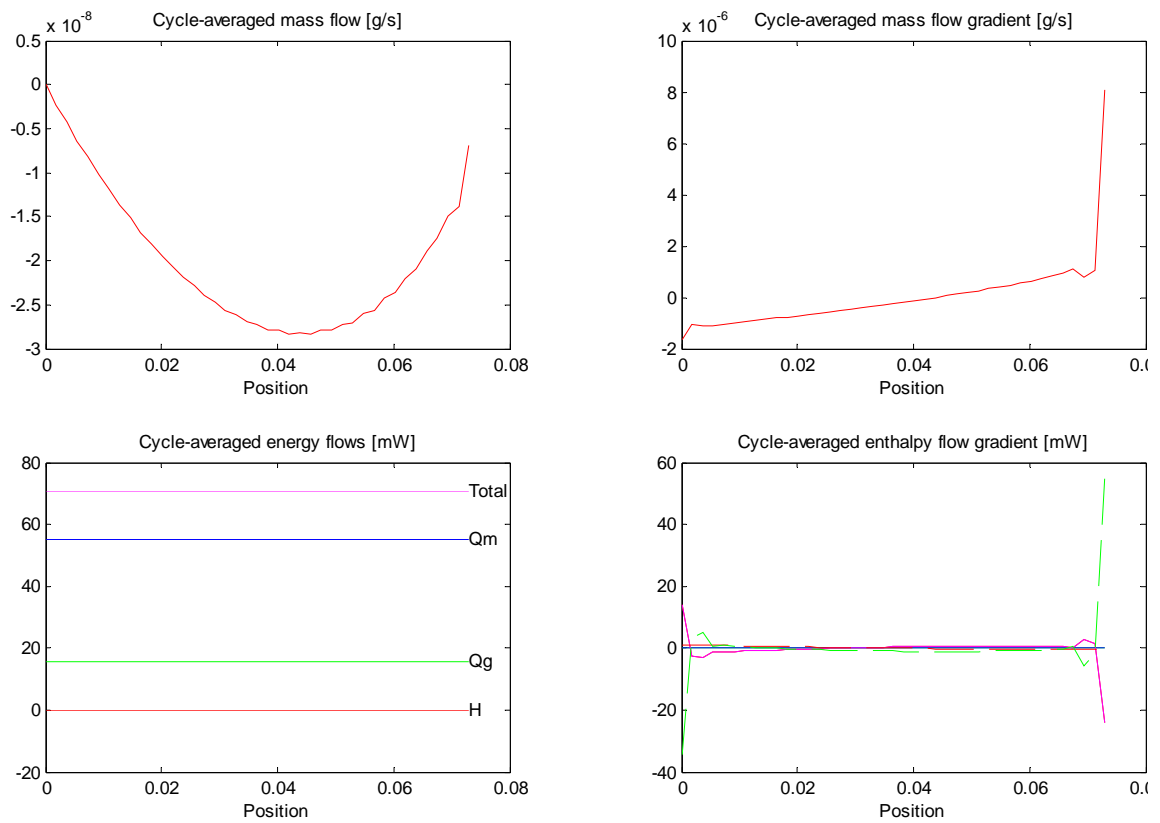 Cycle-averaged mass flow [g/s]
x 10-8
0.5
0
-0.5
-1
-1.5
-2
-2.5
-3
0 0.02 0.04 0.06 0.08
Position
Cycle-averaged mass flow gradient [g/s]
x 10-6
10
8
6
4
2
0
-2
0 0.02 0.04 0.06 0.0
Position
Cycle-averaged energy flows [mW]
80
60
40
20
0
-20
Total
Qm
Qg
H
0 0.02 0.04 0.06 0.08
Position
Cycle-averaged enthalpy flow gradient [mW]
60
40
20
0
-20
-40
0 0.02 0.04 0.06 0.0
Position